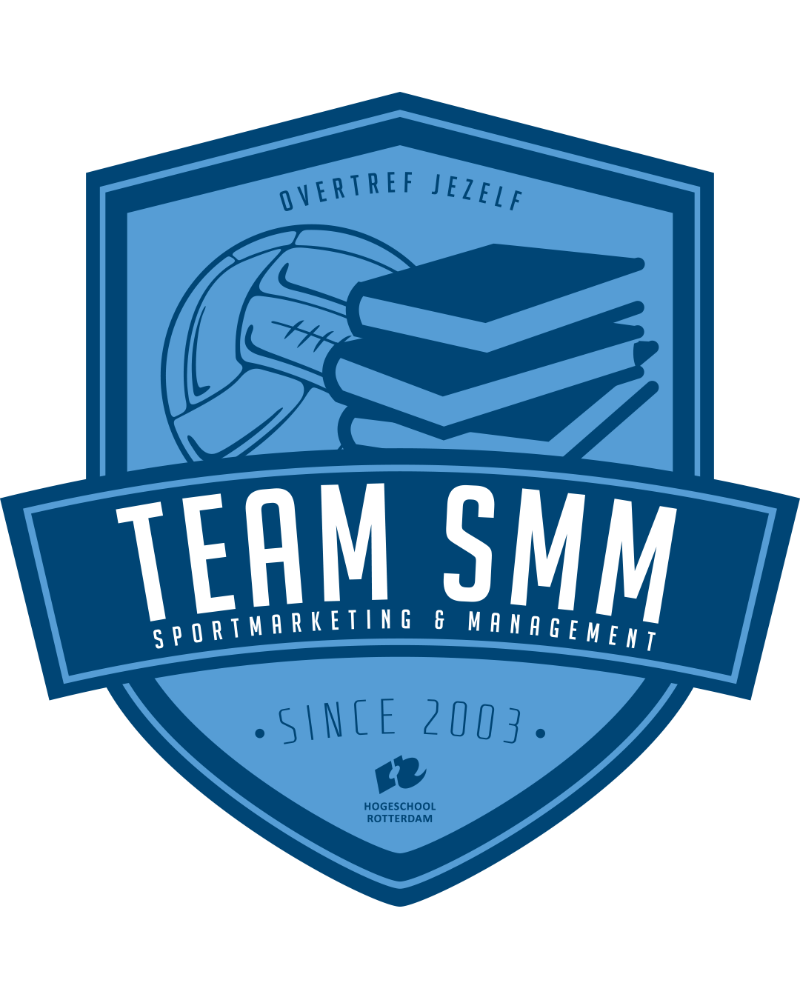 OVERTREF JEZELF
TEAM SMM
SPORTMARKETING & MANAGEMENT
• SINCE 2003 •
HOGESCHOOL
ROTTERDAM